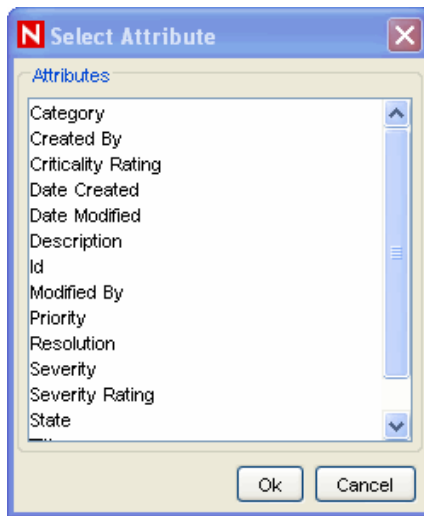 N Select Attribute
Attributes
Category
Created By
Criticality Rating
Date Created
Date Modified
Description
Id
Modified By
Priority
Resolution
Severity
Severity Rating
State
Ok Cancel